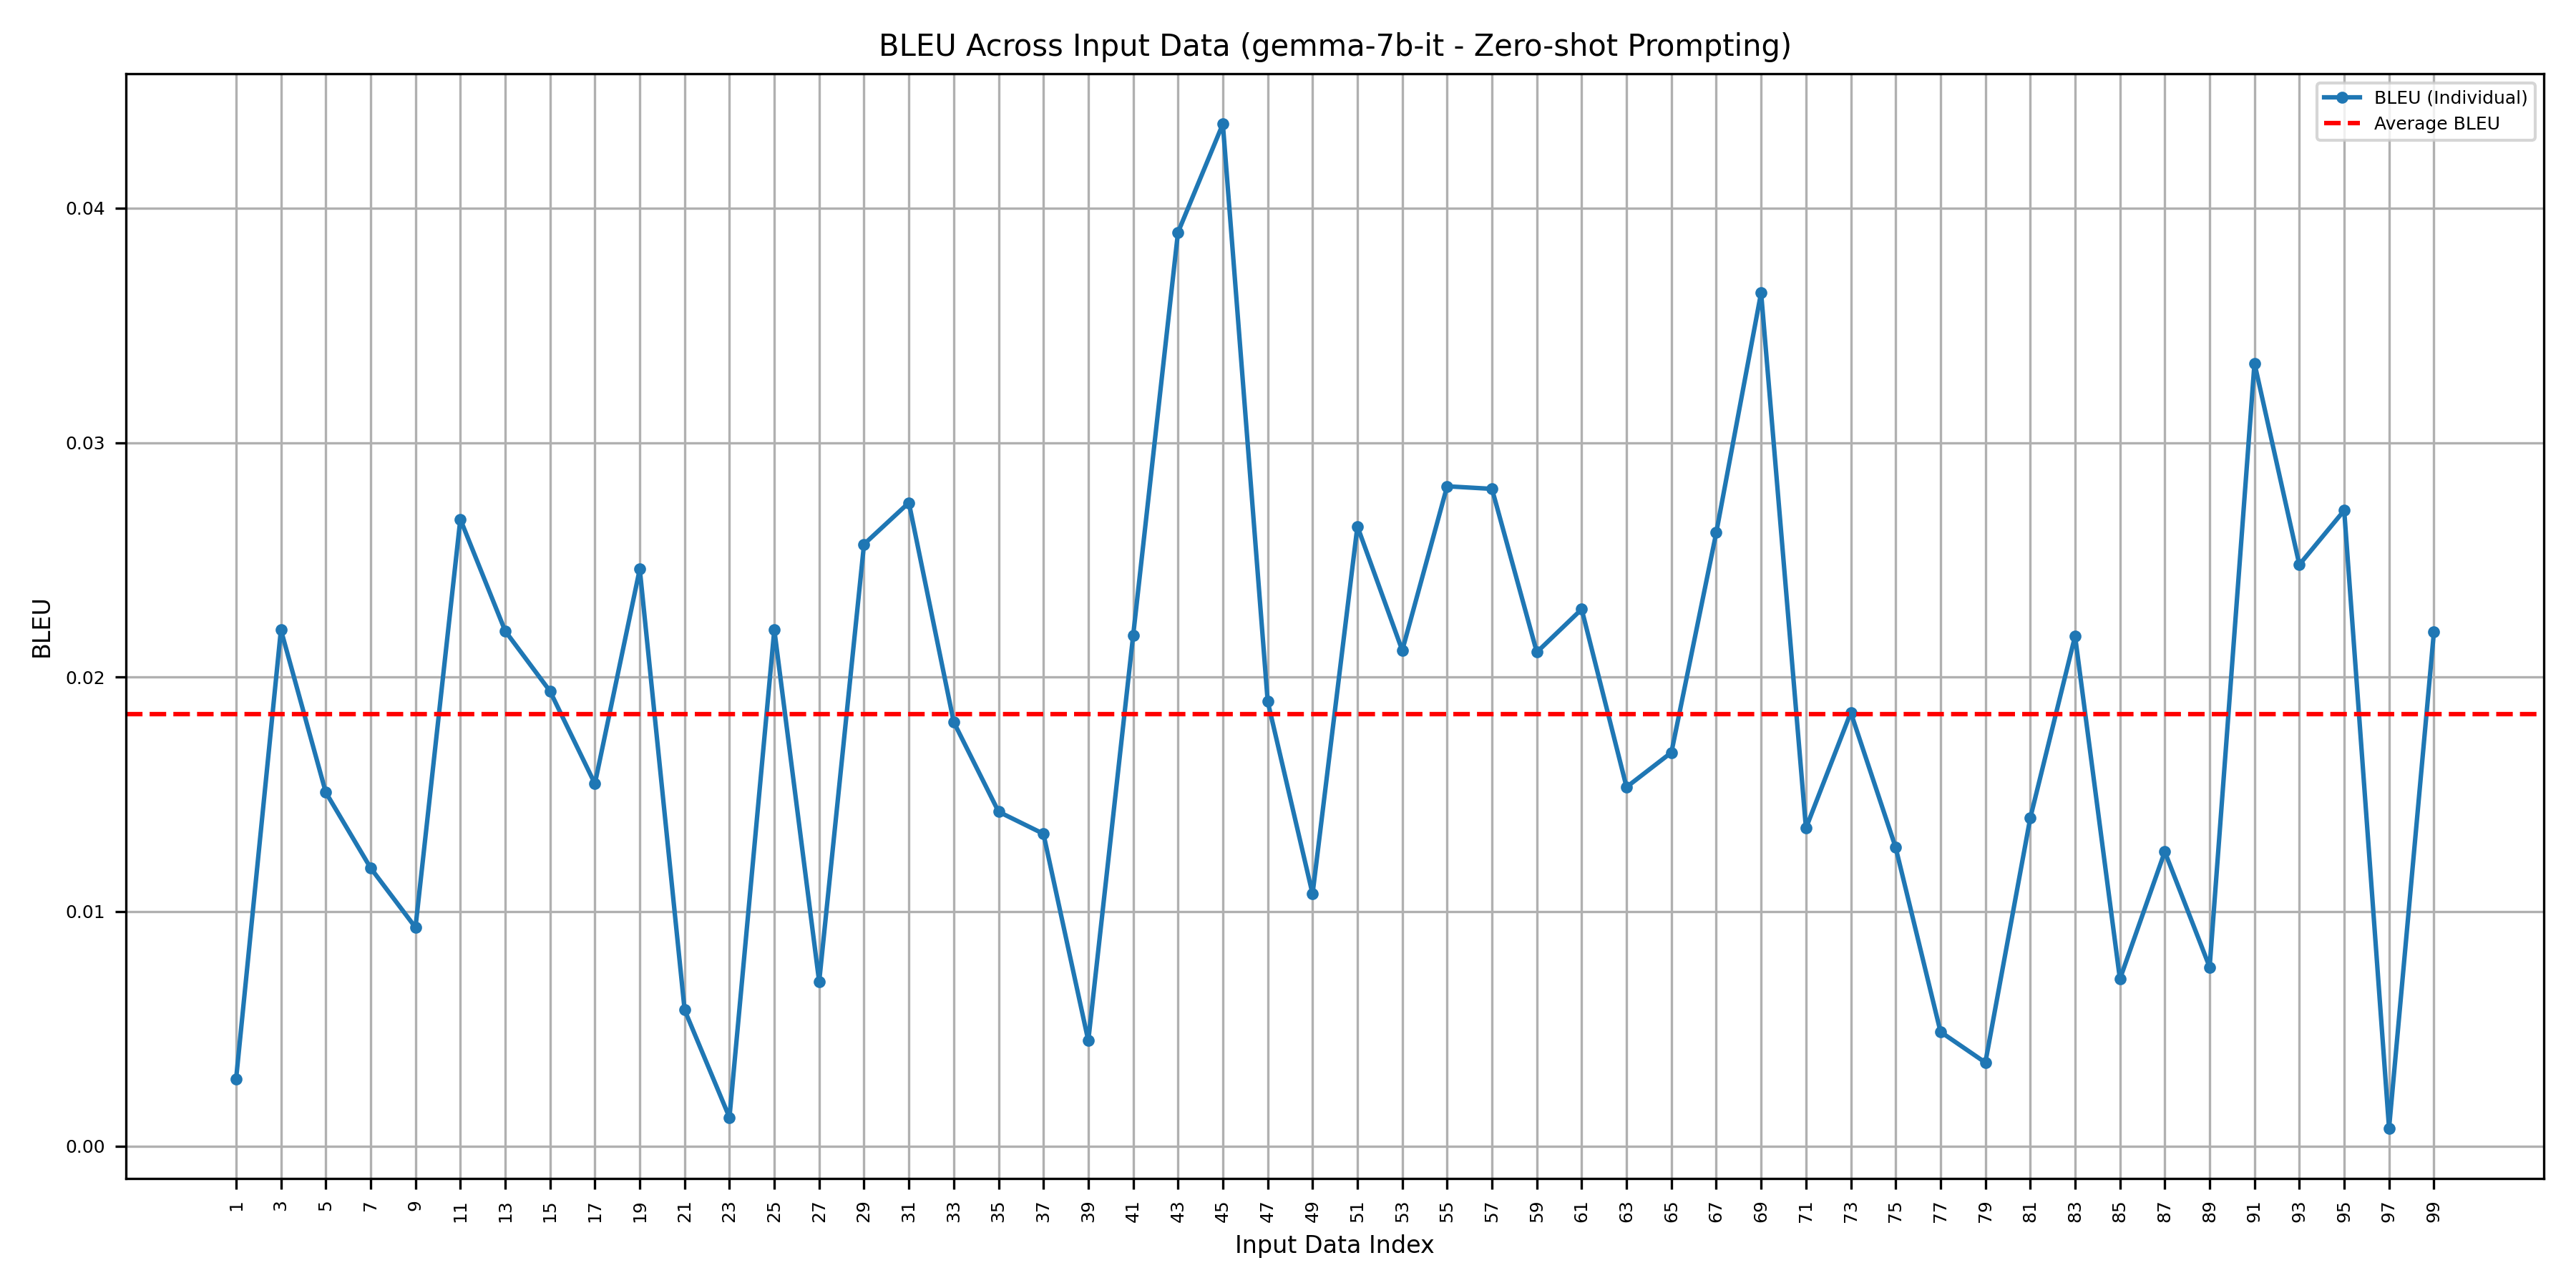 BLEU Across Input Data (gemma-7b-it - Zero-shot Prompting)
BLEU (Individual)
Average BLEU
BLEU
0.04
0.03
0.02
0.01
0.00
1 3 5 7 9 11 13 15 17 19 21 23 25 27 29 31 33 35 37 39 41 43 45 47 49 51 53 55 57 59 61 63 65 67 69 71 73 75 77 79 81 83 85 87 89 91 93 95 97 99
Input Data Index